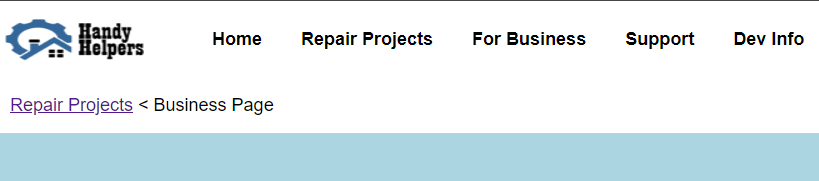 Handy
Helpers
Home Repair Projects For Business Support Dev Info
Repair Projects < Business Page